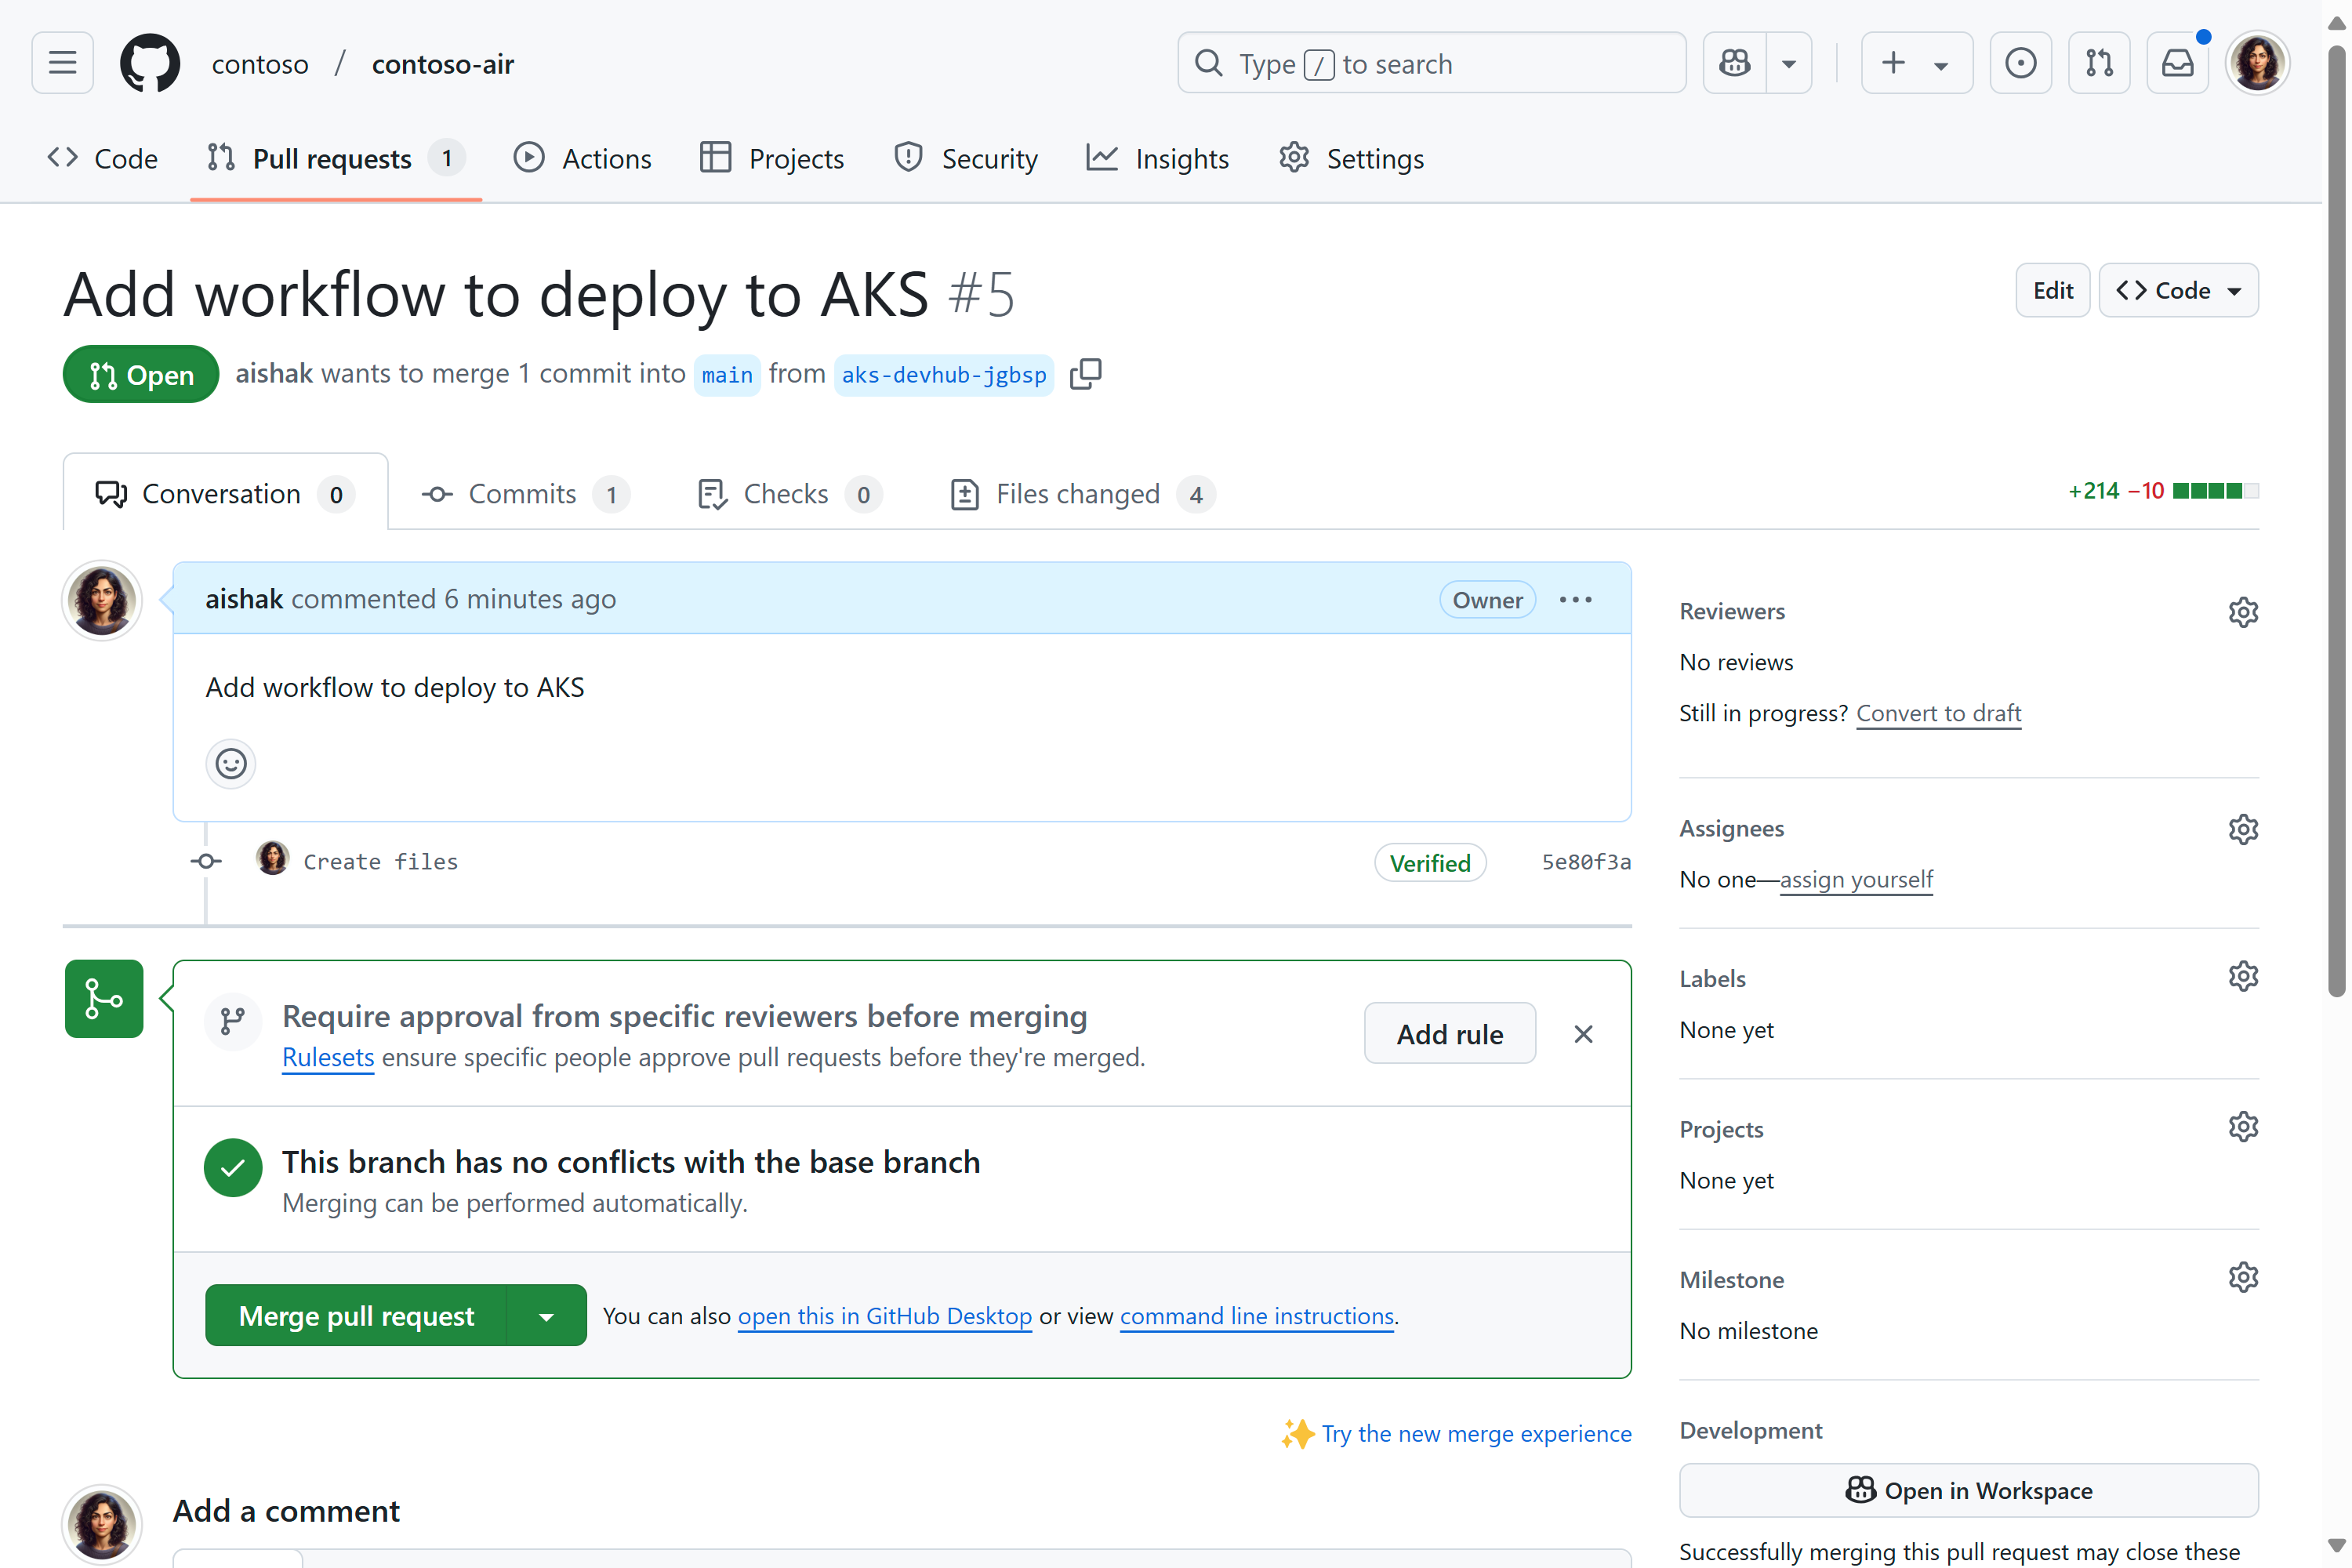 contoso / contoso-air
Type / to search
Code
Pull requests 1
Actions
Projects
Security
Insights
Settings
Add workflow to deploy to AKS #5
Edit
Code
Open
aishak wants to merge 1 commit into main from aks-devhub-jgbsp
Conversation 0
Commits 1
Checks 0
Files changed 4
+214 −10
aishak commented 6 minutes ago
Owner
Add workflow to deploy to AKS
Create files
Verified
5e80f3a
Require approval from specific reviewers before merging
Rulesets ensure specific people approve pull requests before they're merged.
Add rule
This branch has no conflicts with the base branch
Merging can be performed automatically.
Merge pull request
You can also open this in GitHub Desktop or view command line instructions.
Try the new merge experience
Add a comment
Reviewers
No reviews
Still in progress? Convert to draft
Assignees
No one—assign yourself
Labels
None yet
Projects
None yet
Milestone
No milestone
Development
Open in Workspace
Successfully merging this pull request may close these